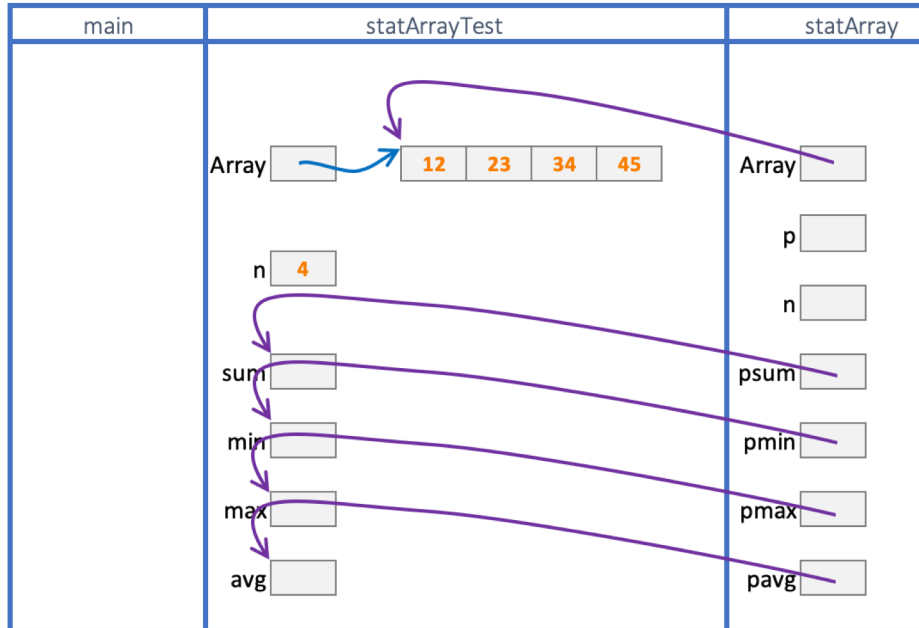 main statArrayTest statArray
Array 12 23 34 45 Array
p
n 4
n
sum psum
min pmin
max pmax
avg pavg